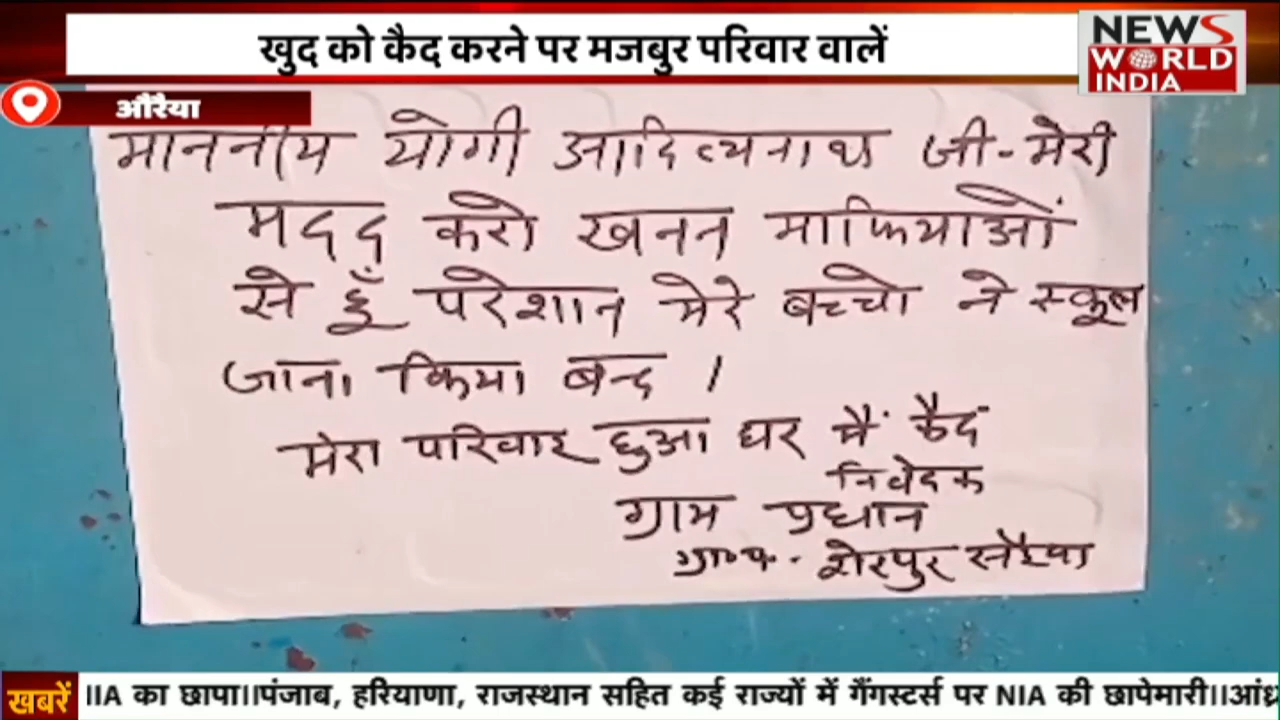 खुद को कैद करने पर मजबुर परिवार वालें
NEWS
WORLD
INDIA
औरैया
माननीय योगी आदित्यनाथ जी-मेरी
मदद करो खनन माफियाओं
से हूँ परेशान मेरे बच्चो ने स्कूल
जाना किया बन्द ।
मेरा परिवार हुआ घर में कैद
निवेदक
ग्राम प्रधान
शेरपुर सरैया
खबरें
IIA का छापा।।पंजाब, हरियाणा, राजस्थान सहित कई राज्यों में गैंगस्टर्स पर NIA की छापेमारी।।आंध्र